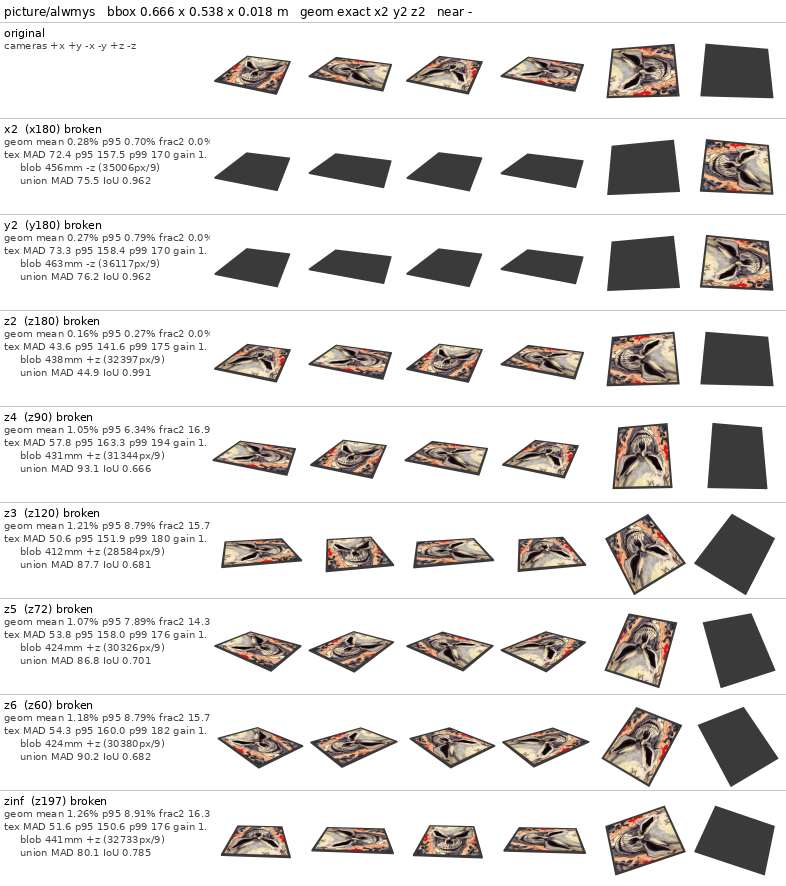 picture/alwmys   bbox 0.666 x 0.538 x 0.018 m   geom exact x2 y2 z2   near -
original
cameras +x +y -x -y +z -z
x2  (x180) broken
geom mean 0.28% p95 0.70% frac2 0.0%
tex MAD 72.4 p95 157.5 p99 170 gain 1.
blob 456mm -z (35006px/9)
union MAD 75.5 IoU 0.962
y2  (y180) broken
geom mean 0.27% p95 0.79% frac2 0.0%
tex MAD 73.3 p95 158.4 p99 170 gain 1.
blob 463mm -z (36117px/9)
union MAD 76.2 IoU 0.962
z2  (z180) broken
geom mean 0.16% p95 0.27% frac2 0.0%
tex MAD 43.6 p95 141.6 p99 175 gain 1.
blob 438mm +z (32397px/9)
union MAD 44.9 IoU 0.991
z4  (z90) broken
geom mean 1.05% p95 6.34% frac2 16.9
tex MAD 57.8 p95 163.3 p99 194 gain 1.
blob 431mm +z (31344px/9)
union MAD 93.1 IoU 0.666
z3  (z120) broken
geom mean 1.21% p95 8.79% frac2 15.7
tex MAD 50.6 p95 151.9 p99 180 gain 1.
blob 412mm +z (28584px/9)
union MAD 87.7 IoU 0.681
z5  (z72) broken
geom mean 1.07% p95 7.89% frac2 14.3
tex MAD 53.8 p95 158.0 p99 176 gain 1.
blob 424mm +z (30326px/9)
union MAD 86.8 IoU 0.701
z6  (z60) broken
geom mean 1.18% p95 8.79% frac2 15.7
tex MAD 54.3 p95 160.0 p99 182 gain 1.
blob 424mm +z (30380px/9)
union MAD 90.2 IoU 0.682
zinf  (z197) broken
geom mean 1.26% p95 8.91% frac2 16.3
tex MAD 51.6 p95 150.6 p99 176 gain 1.
blob 441mm +z (32733px/9)
union MAD 80.1 IoU 0.785